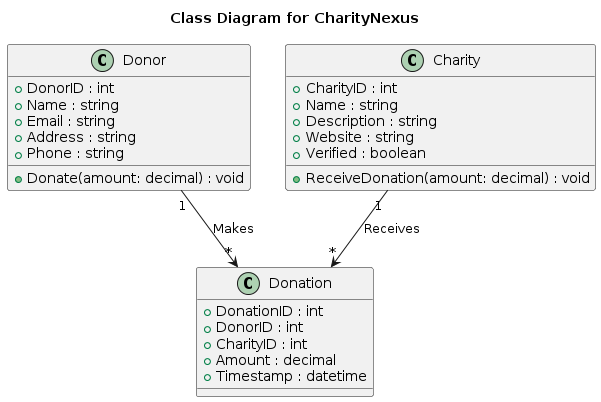 Class Diagram for CharityNexus
C Donor
DonorID : int
Name : string
Email : string
Address : string
Phone : string
Donate(amount: decimal) : void
C Charity
CharityID : int
Name : string
Description : string
Website : string
Verified : boolean
ReceiveDonation(amount: decimal) : void
1
Makes
*
1
Receives
*
C Donation
DonationID : int
DonorID : int
CharityID : int
Amount : decimal
Timestamp : datetime